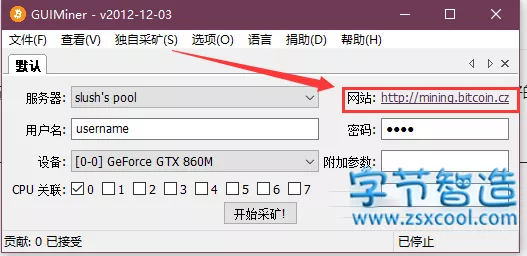 GUIMiner - v2012-12-03
文件(F) 查看(V) 独自采矿(S) 选项(O) 语言 捐助(D) 帮助(H)
默认
服务器: slush's pool 网站: http://mining.bitcoin.cz
用户名: username 密码: ●●●●
设备: [0-0] GeForce GTX 860M 附加参数:
CPU 关联: 0 1 2 3 4 5 6 7
开始采矿!
字节智造
www.zsxcool.com
贡献: 0 已接受 已停止